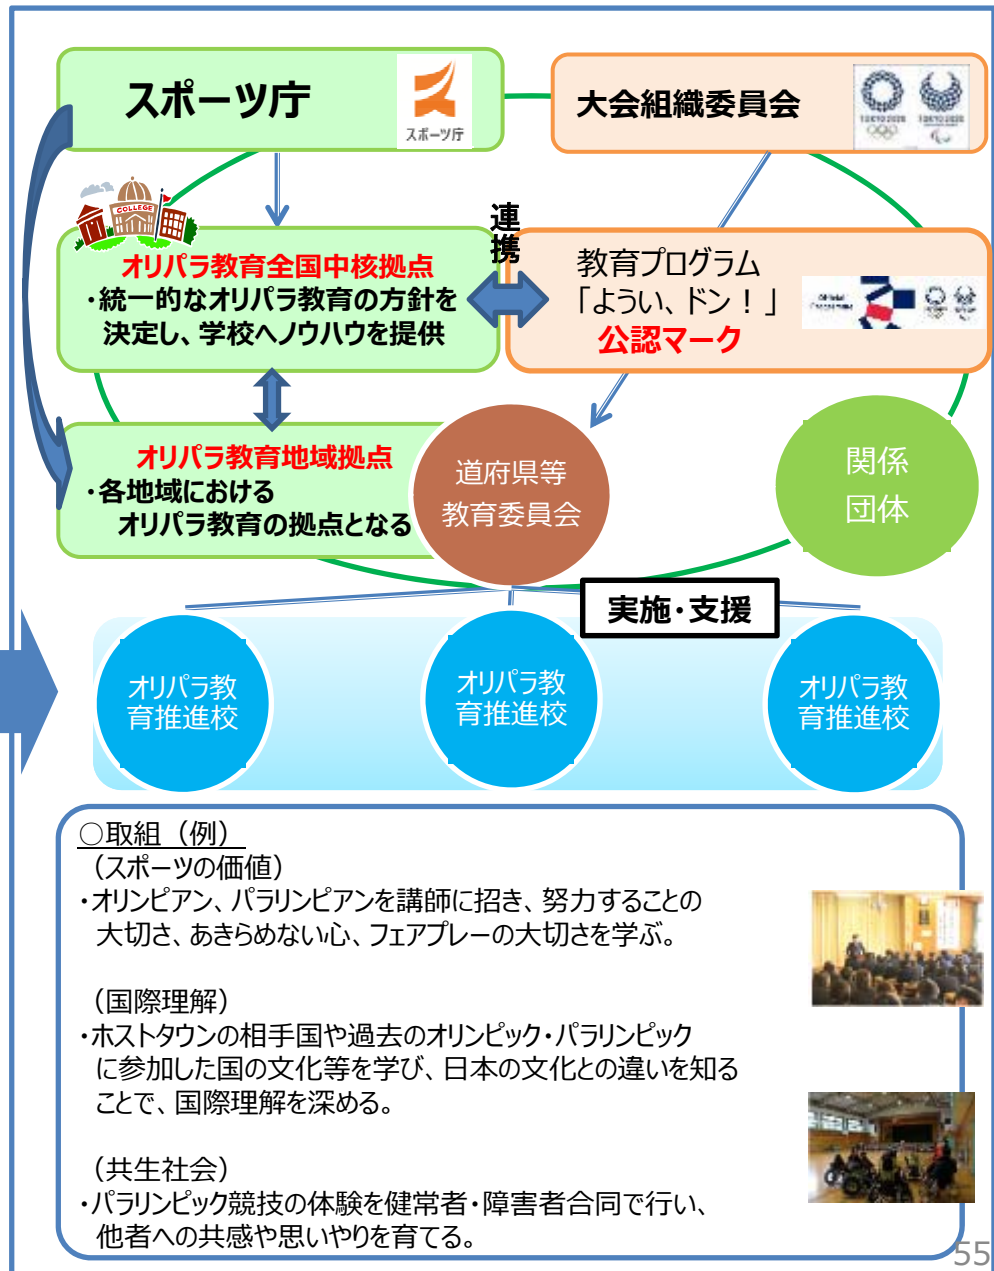 スポーツ庁
スポーツ庁
大会組織委員会
TOKYO 2020
COLLEGE
連携
オリパラ教育全国中核拠点
・統一的なオリパラ教育の方針を
決定し、学校へノウハウを提供
教育プログラム
「ようい、ドン！」
公認マーク
オリパラ教育地域拠点
・各地域における
オリパラ教育の拠点となる
道府県等
教育委員会
関係
団体
実施・支援
オリパラ教
育推進校
オリパラ教
育推進校
オリパラ教
育推進校
○取組（例）
（スポーツの価値）
・オリンピアン、パラリンピアンを講師に招き、努力することの
大切さ、あきらめない心、フェアプレーの大切さを学ぶ。
（国際理解）
・ホストタウンの相手国や過去のオリンピック・パラリンピック
に参加した国の文化等を学び、日本の文化との違いを知る
ことで、国際理解を深める。
（共生社会）
・パラリンピック競技の体験を健常者・障害者合同で行い、
他者への共感や思いやりを育てる。
55